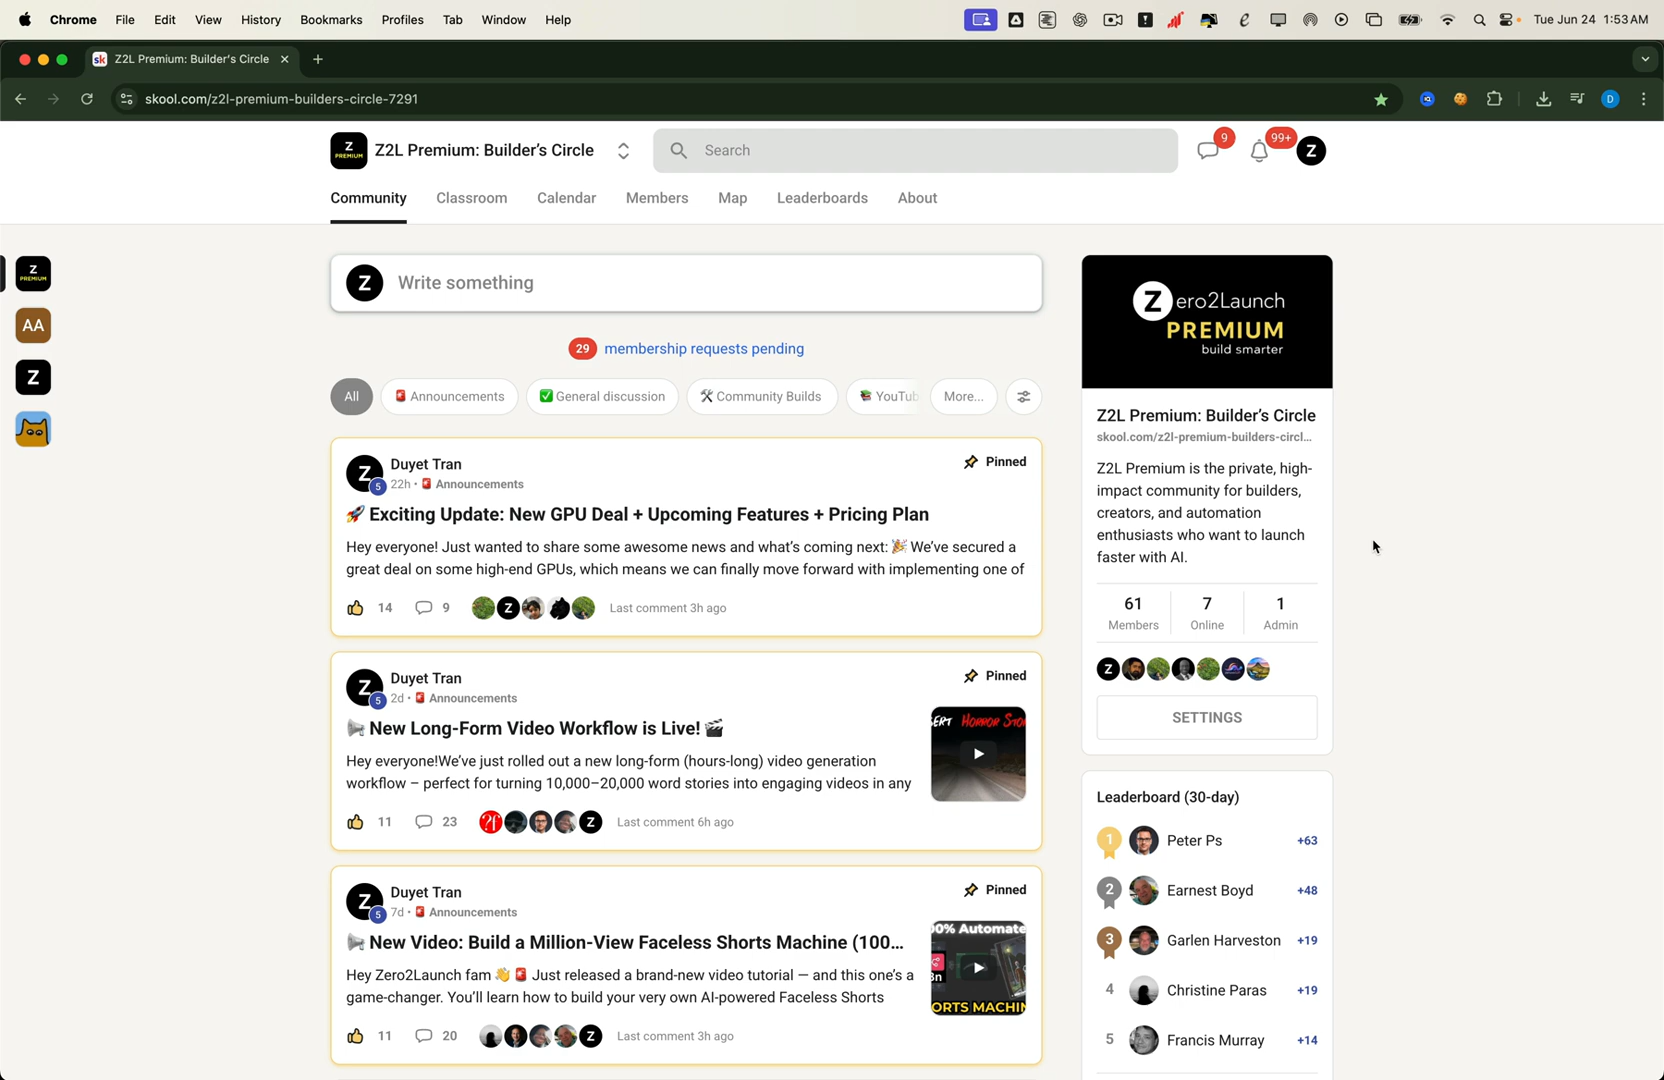 Chrome File Edit View History Bookmarks Profiles Tab Window Help
Tue Jun 24 1:53 AM
sk Z2L Premium: Builder's Circle
skool.com/z2l-premium-builders-circle-7291
D
Z PREMIUM
Z2L Premium: Builder's Circle
Search
9
99+
Z
Community Classroom Calendar Members Map Leaderboards About
Z
PREMIUM
AA
Z
Z Write something
29 membership requests pending
All 🚨 Announcements ✅ General discussion 🛠️ Community Builds 📚 YouTub More...
Z 5
Duyet Tran
22h • 🚨 Announcements
Pinned
🚀 Exciting Update: New GPU Deal + Upcoming Features + Pricing Plan
Hey everyone! Just wanted to share some awesome news and what's coming next: 🎉 We've secured a
great deal on some high-end GPUs, which means we can finally move forward with implementing one of
14 9 Z Last comment 3h ago
Z 5
Duyet Tran
2d • 🚨 Announcements
Pinned
📢 New Long-Form Video Workflow is Live! 🎬
Hey everyone!We've just rolled out a new long-form (hours-long) video generation
workflow – perfect for turning 10,000–20,000 word stories into engaging videos in any
11 23 Z Last comment 6h ago
Z 5
Duyet Tran
7d • 🚨 Announcements
Pinned
📢 New Video: Build a Million-View Faceless Shorts Machine (100...
Hey Zero2Launch fam 👋 🚨 Just released a brand-new video tutorial — and this one's a
game-changer. You'll learn how to build your very own AI-powered Faceless Shorts
00% Automate
ORTS MACHIN
11 20 Z Last comment 3h ago
Zero2Launch
PREMIUM
build smarter
Z2L Premium: Builder's Circle
skool.com/z2l-premium-builders-circl...
Z2L Premium is the private, high-
impact community for builders,
creators, and automation
enthusiasts who want to launch
faster with AI.
61 7 1
Members Online Admin
Z
SETTINGS
Leaderboard (30-day)
1 Peter Ps +63
2 Earnest Boyd +48
3 Garlen Harveston +19
4 Christine Paras +19
5 Francis Murray +14